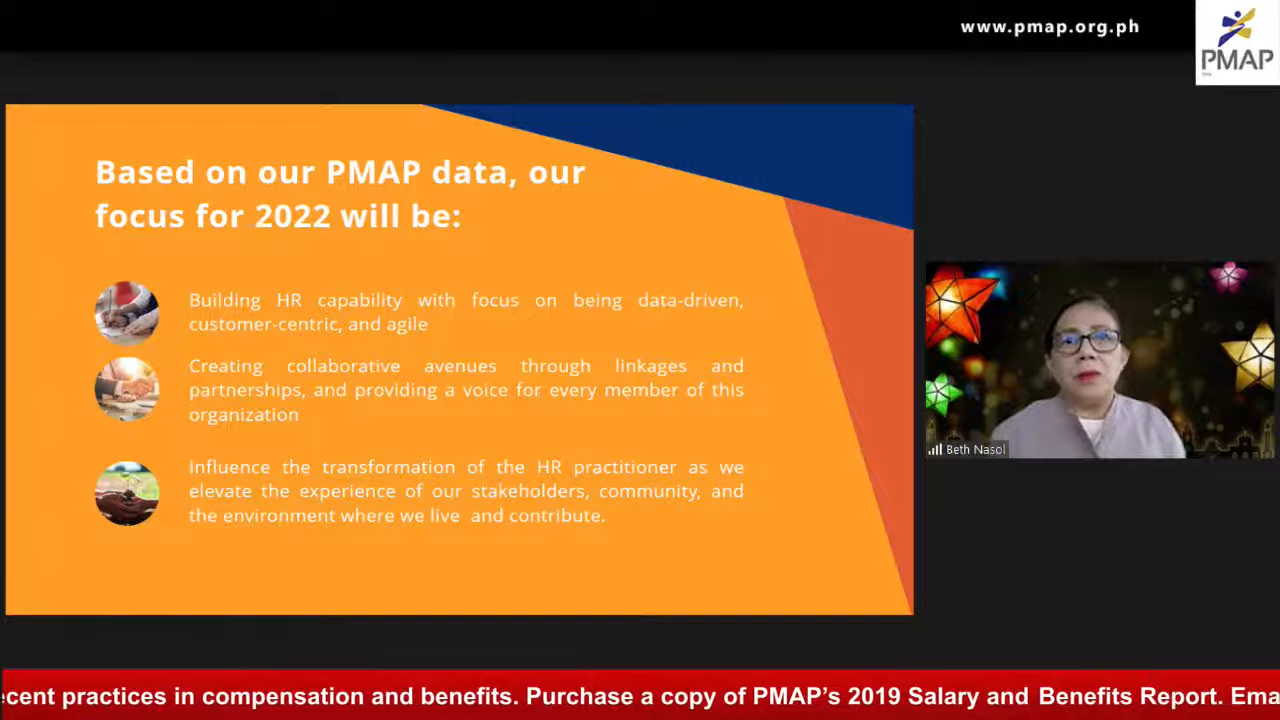 www.pmap.org.ph
PMAP
Based on our PMAP data, our
focus for 2022 will be:
Building HR capability with focus on being data-driven,
customer-centric, and agile
Creating collaborative avenues through linkages and
partnerships, and providing a voice for every member of this
organization
Influence the transformation of the HR practitioner as we
elevate the experience of our stakeholders, community, and
the environment where we live and contribute.
Beth Nasol
ecent practices in compensation and benefits. Purchase a copy of PMAP's 2019 Salary and Benefits Report. Ema